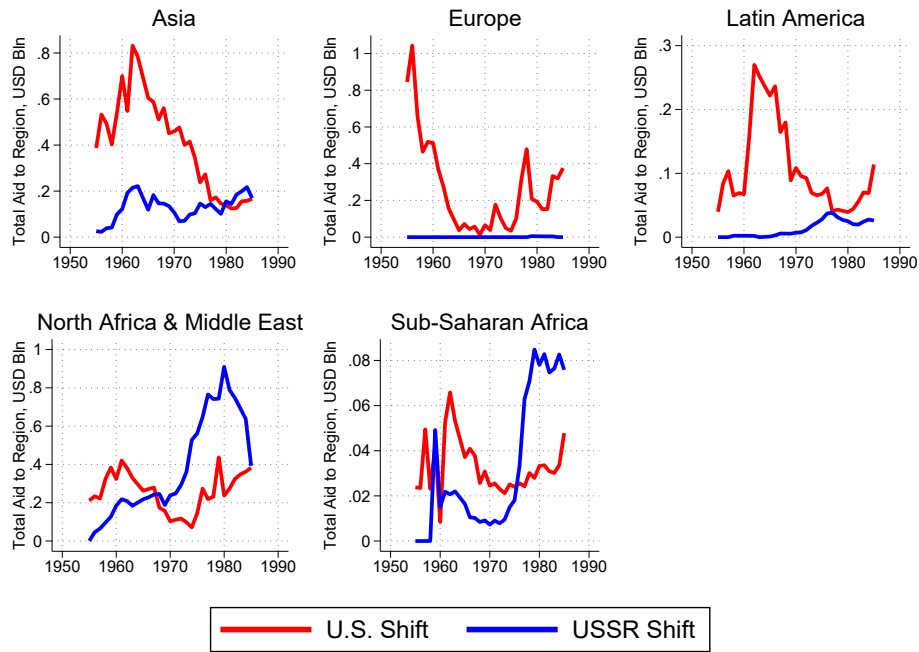 Asia
Total Aid to Region, USD Bln
.8
.6
.4
.2
0
1950 1960 1970 1980 1990
Europe
Total Aid to Region, USD Bln
1
.8
.6
.4
.2
0
1950 1960 1970 1980 1990
Latin America
Total Aid to Region, USD Bln
.3
.2
.1
0
1950 1960 1970 1980 1990
North Africa & Middle East
Total Aid to Region, USD Bln
1
.8
.6
.4
.2
0
1950 1960 1970 1980 1990
Sub-Saharan Africa
Total Aid to Region, USD Bln
.08
.06
.04
.02
0
1950 1960 1970 1980 1990
U.S. Shift USSR Shift